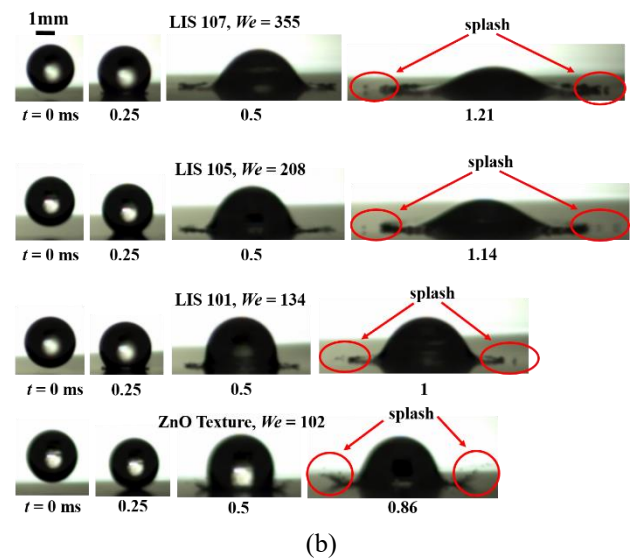 1mm
LIS 107, We = 355
splash
t = 0 ms 0.25 0.5 1.21
LIS 105, We = 208
splash
t = 0 ms 0.25 0.5 1.14
LIS 101, We = 134
splash
t = 0 ms 0.25 0.5 1
ZnO Texture, We = 102
splash
t = 0 ms 0.25 0.5 0.86
(b)